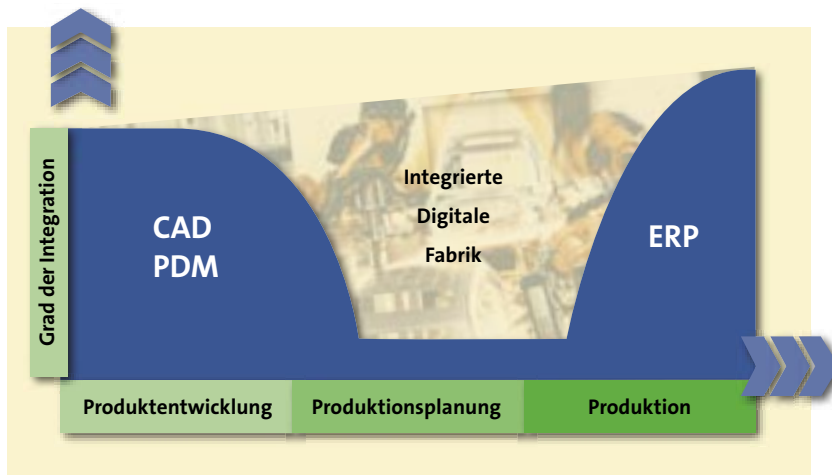 Grad der Integration
CAD
PDM
Integrierte
Digitale
Fabrik
ERP
Produktentwicklung
Produktionsplanung
Produktion